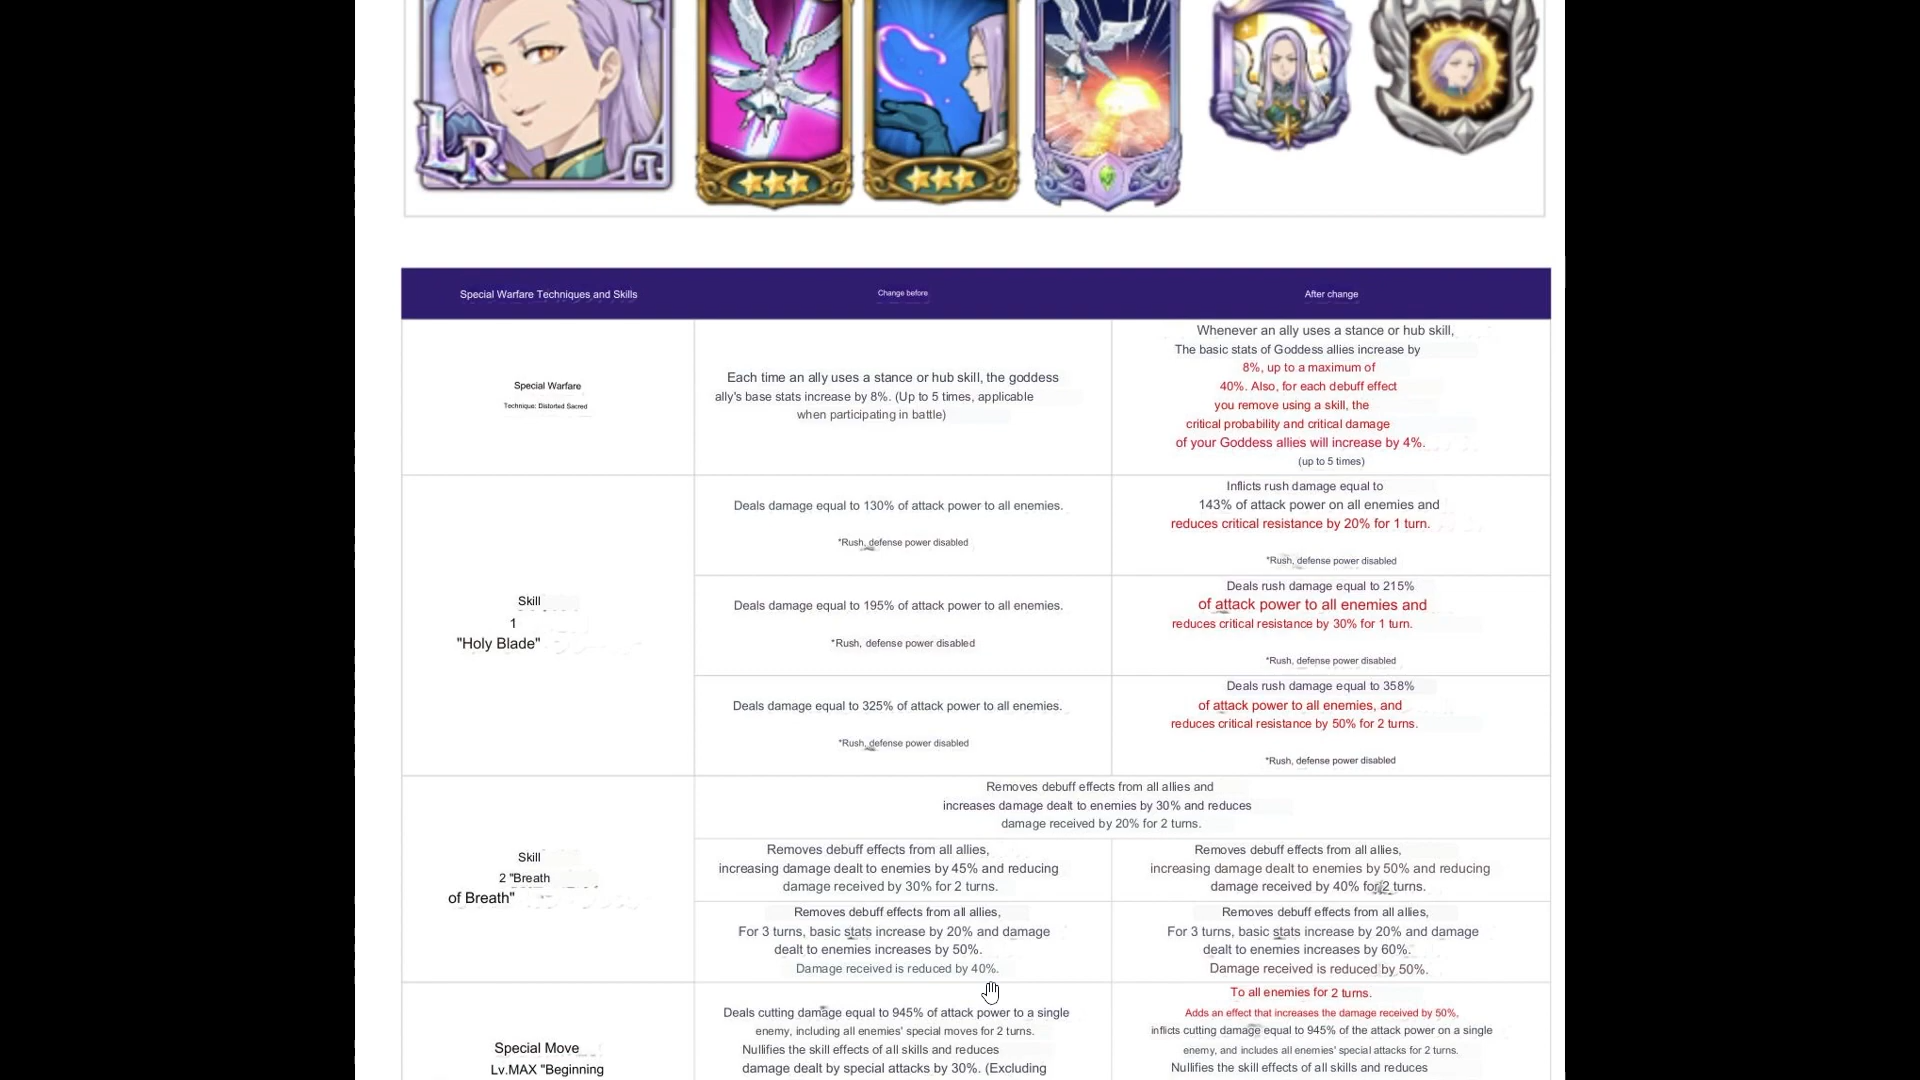 LR
Special Warfare Techniques and Skills
Change before
After change
Special Warfare
Technique: Distorted Sacred
Each time an ally uses a stance or hub skill, the goddess
ally's base stats increase by 8%. (Up to 5 times, applicable
when participating in battle)
Whenever an ally uses a stance or hub skill,
The basic stats of Goddess allies increase by
8%, up to a maximum of
40%. Also, for each debuff effect
you remove using a skill, the
critical probability and critical damage
of your Goddess allies will increase by 4%.
(up to 5 times)
Skill
1
"Holy Blade"
Deals damage equal to 130% of attack power to all enemies.
*Rush, defense power disabled
Inflicts rush damage equal to
143% of attack power on all enemies and
reduces critical resistance by 20% for 1 turn.
*Rush, defense power disabled
Deals damage equal to 195% of attack power to all enemies.
*Rush, defense power disabled
Deals rush damage equal to 215%
of attack power to all enemies and
reduces critical resistance by 30% for 1 turn.
*Rush, defense power disabled
Deals damage equal to 325% of attack power to all enemies.
*Rush, defense power disabled
Deals rush damage equal to 358%
of attack power to all enemies, and
reduces critical resistance by 50% for 2 turns.
*Rush, defense power disabled
Skill
2 "Breath
of Breath"
Removes debuff effects from all allies and
increases damage dealt to enemies by 30% and reduces
damage received by 20% for 2 turns.
Removes debuff effects from all allies,
increasing damage dealt to enemies by 45% and reducing
damage received by 30% for 2 turns.
Removes debuff effects from all allies,
increasing damage dealt to enemies by 50% and reducing
damage received by 40% for 2 turns.
Removes debuff effects from all allies,
For 3 turns, basic stats increase by 20% and damage
dealt to enemies increases by 50%.
Damage received is reduced by 40%.
Removes debuff effects from all allies,
For 3 turns, basic stats increase by 20% and damage
dealt to enemies increases by 60%.
Damage received is reduced by 50%.
Special Move
Lv.MAX "Beginning
Deals cutting damage equal to 945% of attack power to a single
enemy, including all enemies' special moves for 2 turns.
Nullifies the skill effects of all skills and reduces
damage dealt by special attacks by 30%. (Excluding
To all enemies for 2 turns.
Adds an effect that increases the damage received by 50%,
inflicts cutting damage equal to 945% of the attack power on a single
enemy, and includes all enemies' special attacks for 2 turns.
Nullifies the skill effects of all skills and reduces